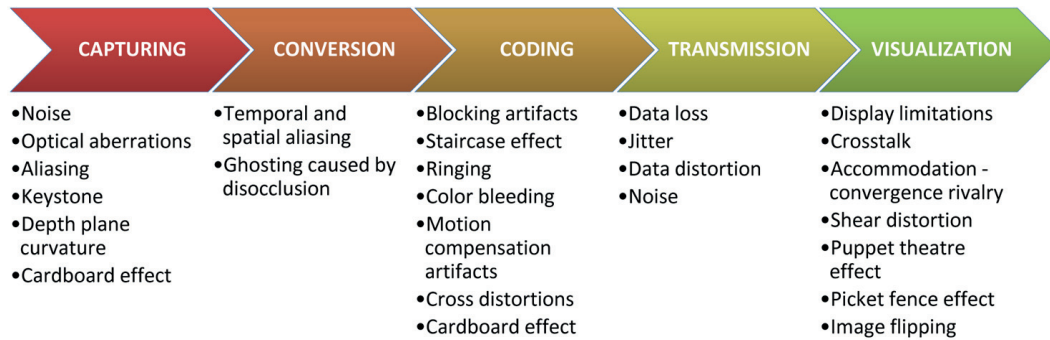 CAPTURING
CONVERSION
CODING
TRANSMISSION
VISUALIZATION
•Noise
•Optical aberrations
•Aliasing
•Keystone
•Depth plane
curvature
•Cardboard effect
•Temporal and
spatial aliasing
•Ghosting caused by
disocclusion
•Blocking artifacts
•Staircase effect
•Ringing
•Color bleeding
•Motion
compensation
artifacts
•Cross distortions
•Cardboard effect
•Data loss
•Jitter
•Data distortion
•Noise
•Display limitations
•Crosstalk
•Accommodation -
convergence rivalry
•Shear distortion
•Puppet theatre
effect
•Picket fence effect
•Image flipping